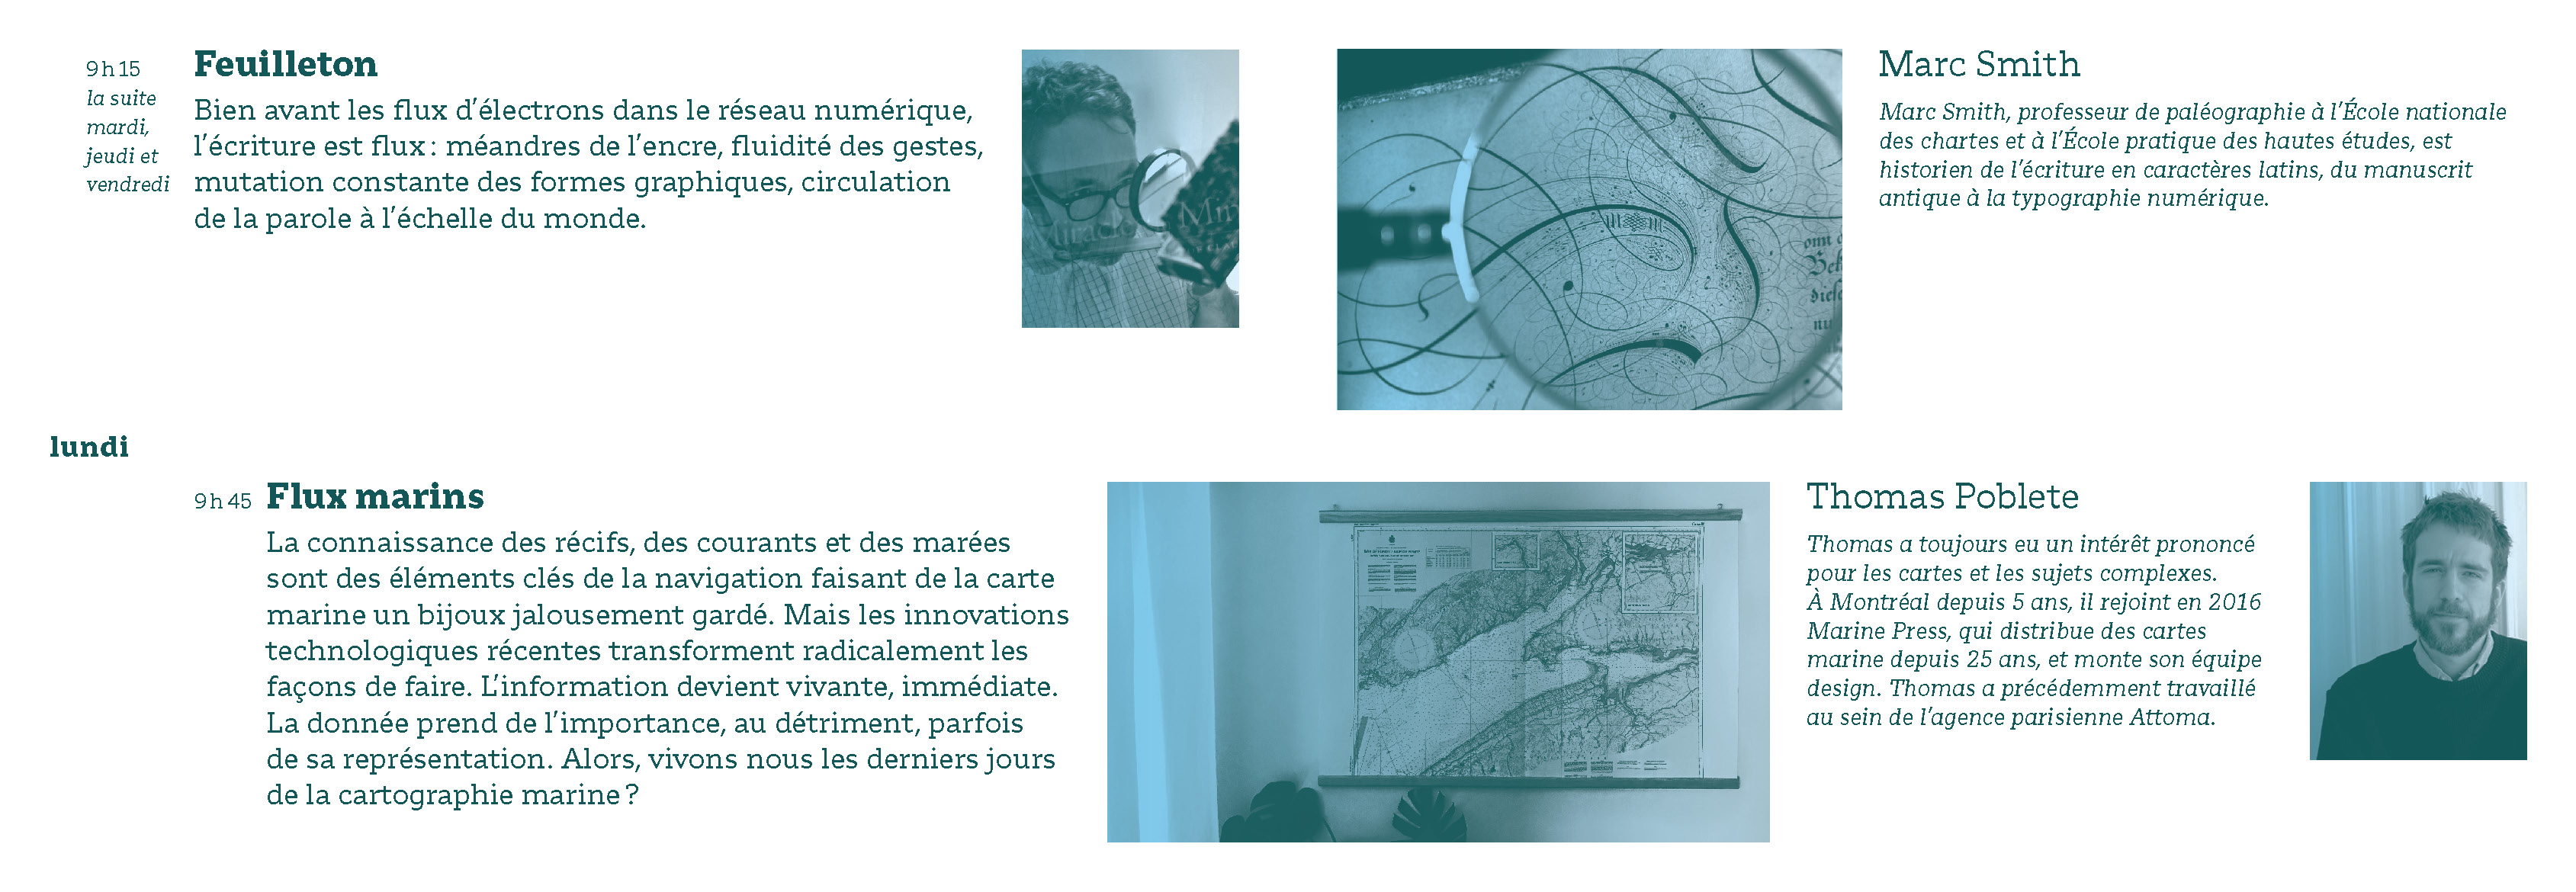 9 h 15
la suite
mardi,
jeudi et
vendredi
Feuilleton
Bien avant les flux d’électrons dans le réseau numérique,
l’écriture est flux : méandres de l’encre, fluidité des gestes,
mutation constante des formes graphiques, circulation
de la parole à l’échelle du monde.
Marc Smith
Marc Smith, professeur de paléographie à l’École nationale
des chartes et à l’École pratique des hautes études, est
historien de l’écriture en caractères latins, du manuscrit
antique à la typographie numérique.
lundi
9 h 45
Flux marins
La connaissance des récifs, des courants et des marées
sont des éléments clés de la navigation faisant de la carte
marine un bijoux jalousement gardé. Mais les innovations
technologiques récentes transforment radicalement les
façons de faire. L’information devient vivante, immédiate.
La donnée prend de l’importance, au détriment, parfois
de sa représentation. Alors, vivons nous les derniers jours
de la cartographie marine ?
Thomas Poblete
Thomas a toujours eu un intérêt prononcé
pour les cartes et les sujets complexes.
À Montréal depuis 5 ans, il rejoint en 2016
Marine Press, qui distribue des cartes
marine depuis 25 ans, et monte son équipe
design. Thomas a précédemment travaillé
au sein de l’agence parisienne Attoma.